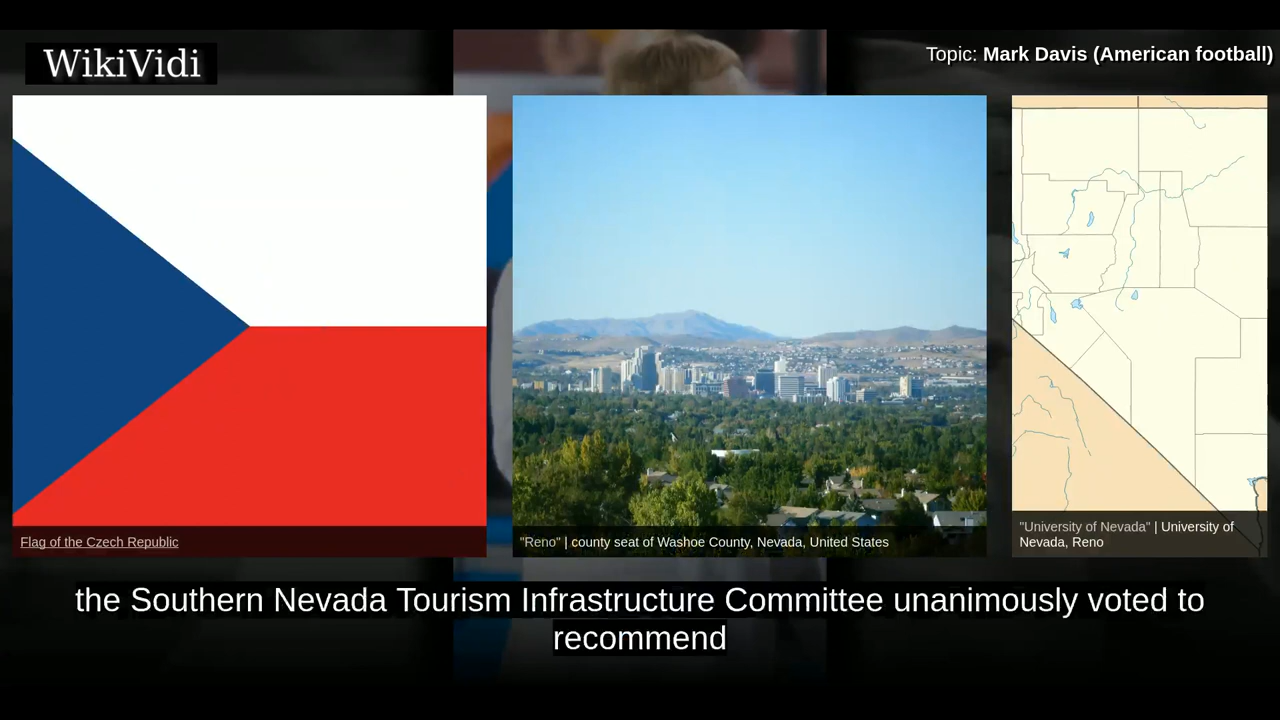 WikiVidi
Topic: Mark Davis (American football)
Flag of the Czech Republic
"Reno" | county seat of Washoe County, Nevada, United States
"University of Nevada" | University of
Nevada, Reno
the Southern Nevada Tourism Infrastructure Committee unanimously voted to
recommend